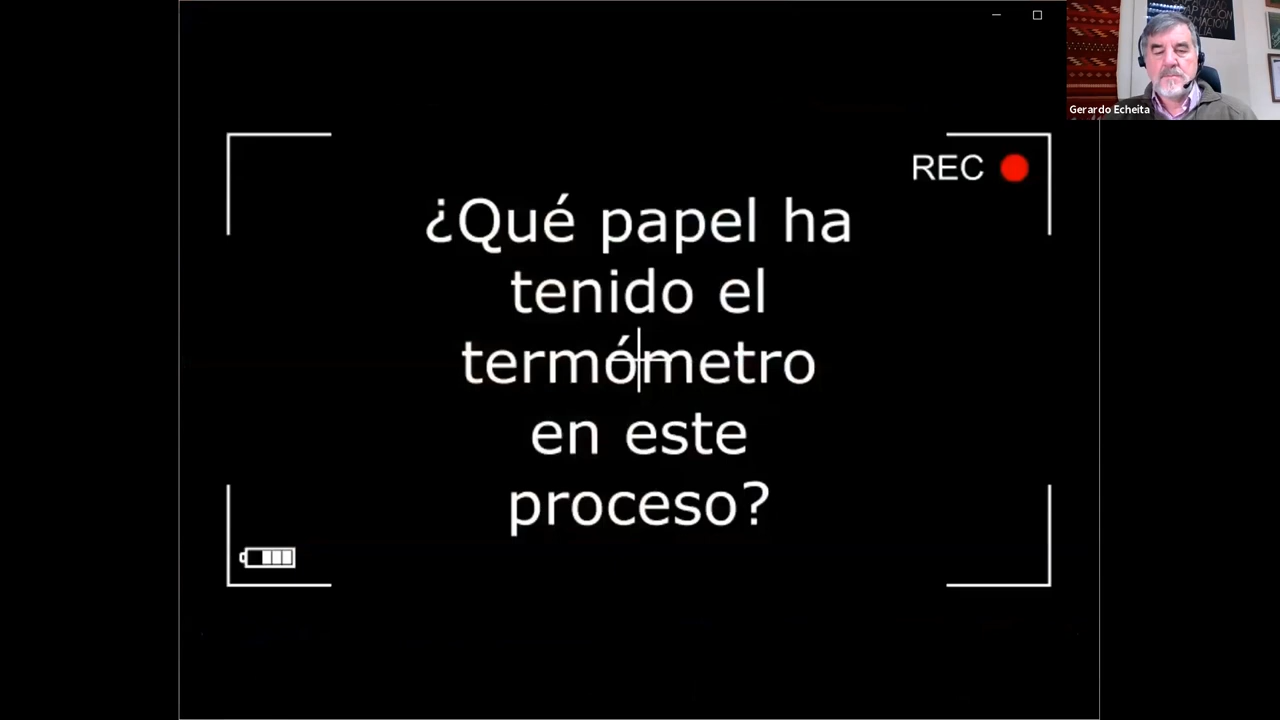 REC
¿Qué papel ha
tenido el
termómetro
en este
proceso?
Gerardo Echeita